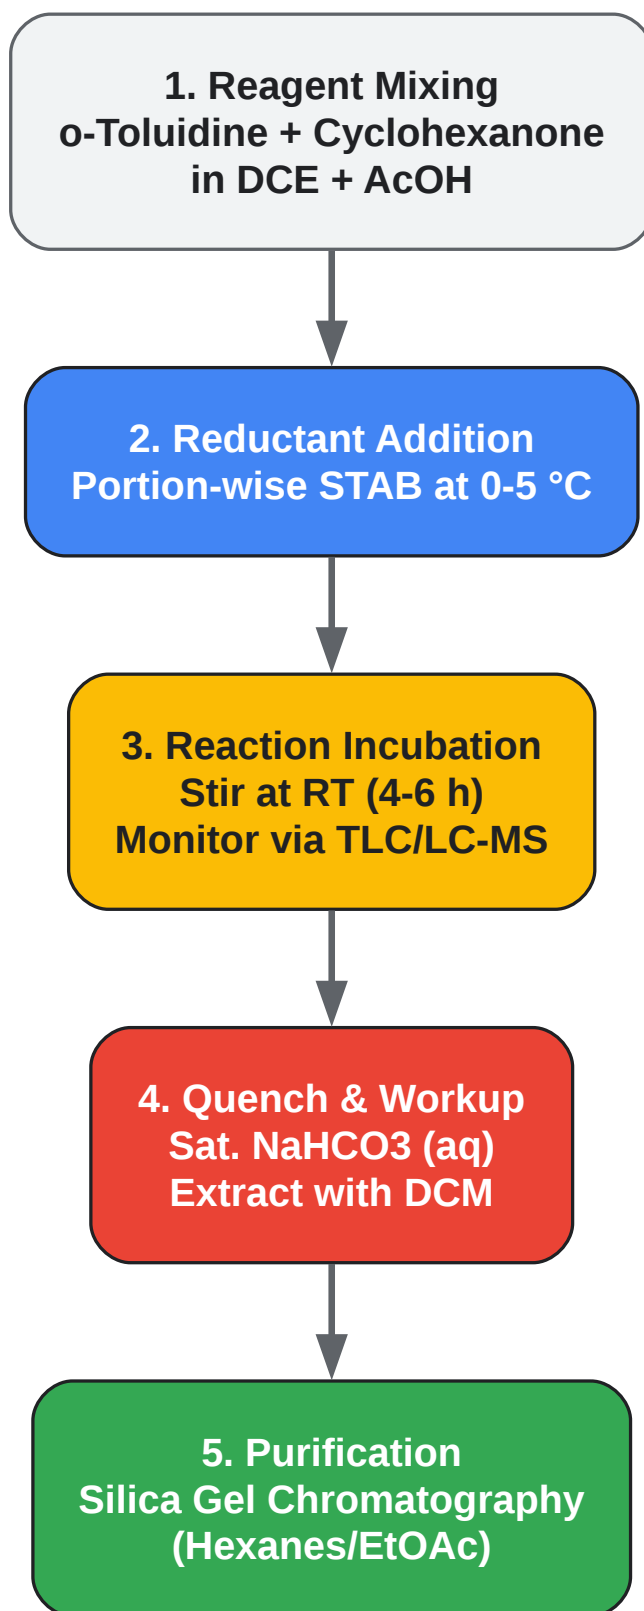 1. Reagent Mixing
o-Toluidine + Cyclohexanone
in DCE + AcOH
2. Reductant Addition
Portion-wise STAB at 0-5 °C
3. Reaction Incubation
Stir at RT (4-6 h)
Monitor via TLC/LC-MS
4. Quench & Workup
Sat. NaHCO3 (aq)
Extract with DCM
5. Purification
Silica Gel Chromatography
(Hexanes/EtOAc)